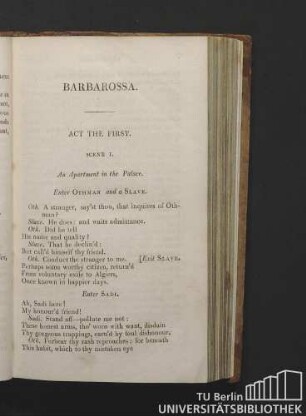 BARBAROSSA.
ACT THE FIRST.
SCENE I.
An Apartment in the Palace.
Enter OTHMAN and a SLAVE.
Oth. A stranger, say'st thou, that inquires of Oth-
man?
Slave. He does; and waits admittance.
Oth. Did he tell
His name and quality?
Slave. That he declin'd:
But call'd himself thy friend.
Oth. Conduct the stranger to me. [Exit SLAVE.
Perhaps some worthy citizen, return'd
From voluntary exile to Algiers,
Once known in happier days.
Enter SADI.
Ah, Sadi here!
My honour'd friend!
Sadi. Stand off—pollute me not:
These honest arms, tho' worn with want, disdain
Thy gorgeous trappings, earn'd by foul dishonour.
Oth. Forbear thy rash reproaches: for beneath
This habit, which to thy mistaken eye
TU Berlin
UNIVERSITÄTSBIBLIOTHEK